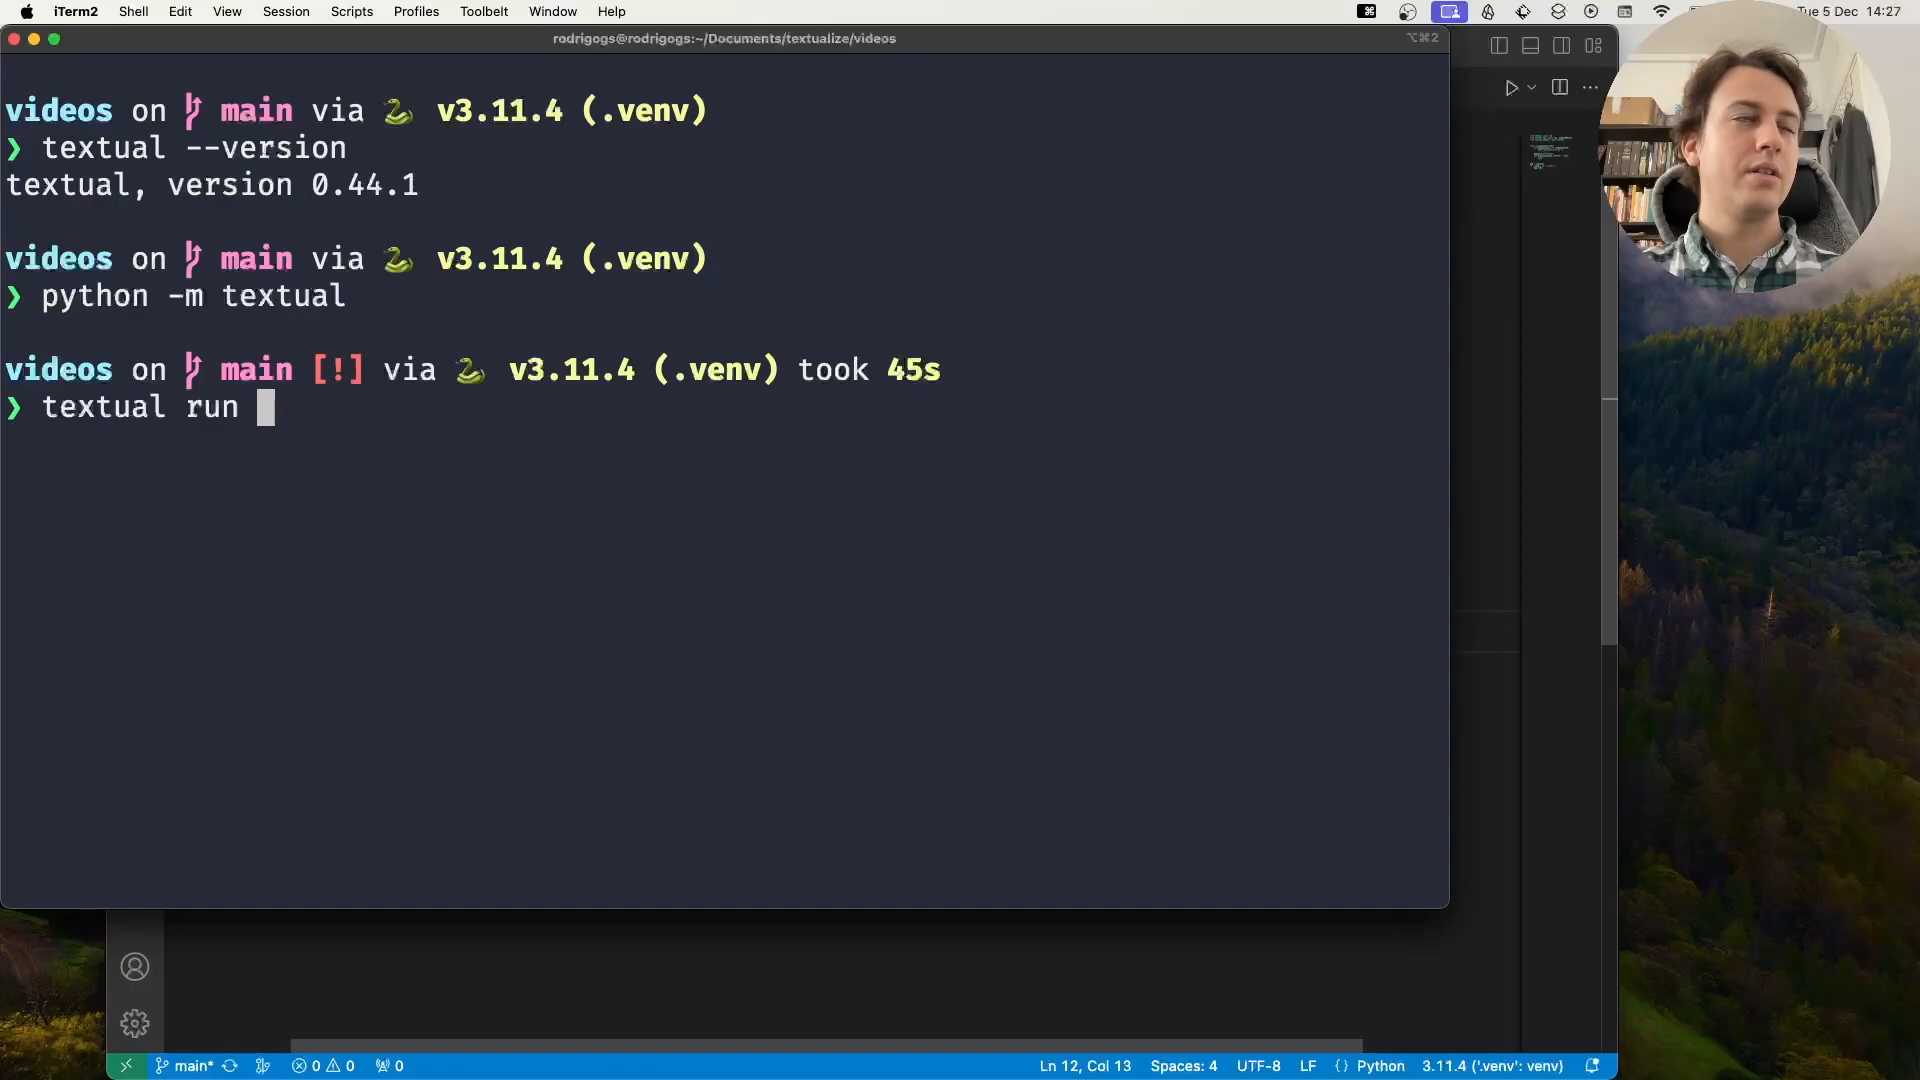 iTerm2 Shell Edit View Session Scripts Profiles Toolbelt Window Help Tue 5 Dec 14:27
rodrigogs@rodrigogs:~/Documents/textualize/videos ⌥⌘2
videos on main via 🐍 v3.11.4 (.venv)
❯ textual --version
textual, version 0.44.1
videos on main via 🐍 v3.11.4 (.venv)
❯ python -m textual
videos on main [!] via 🐍 v3.11.4 (.venv) took 45s
❯ textual run
main* 0 0 0 Ln 12, Col 13 Spaces: 4 UTF-8 LF {} Python 3.11.4 ('.venv': venv)